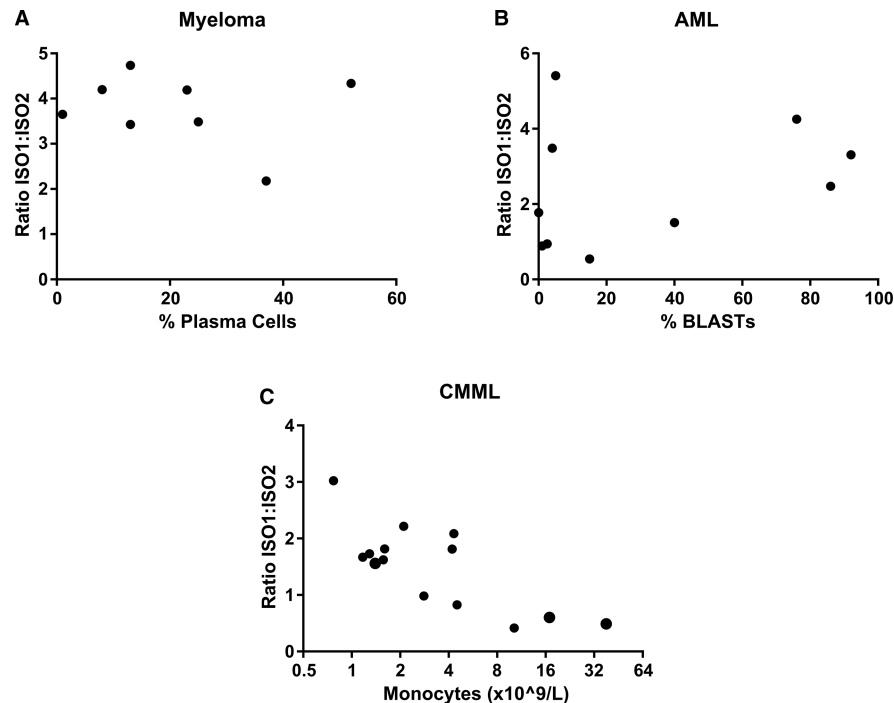 A
Myeloma
Ratio ISO1:ISO2
5
4
3
2
1
0
0 20 40 60
% Plasma Cells
B
AML
Ratio ISO1:ISO2
6
4
2
0
0 20 40 60 80 100
% BLASTs
C
CMML
Ratio ISO1:ISO2
4
3
2
1
0
0.5 1 2 4 8 16 32 64
Monocytes (x10^9/L)